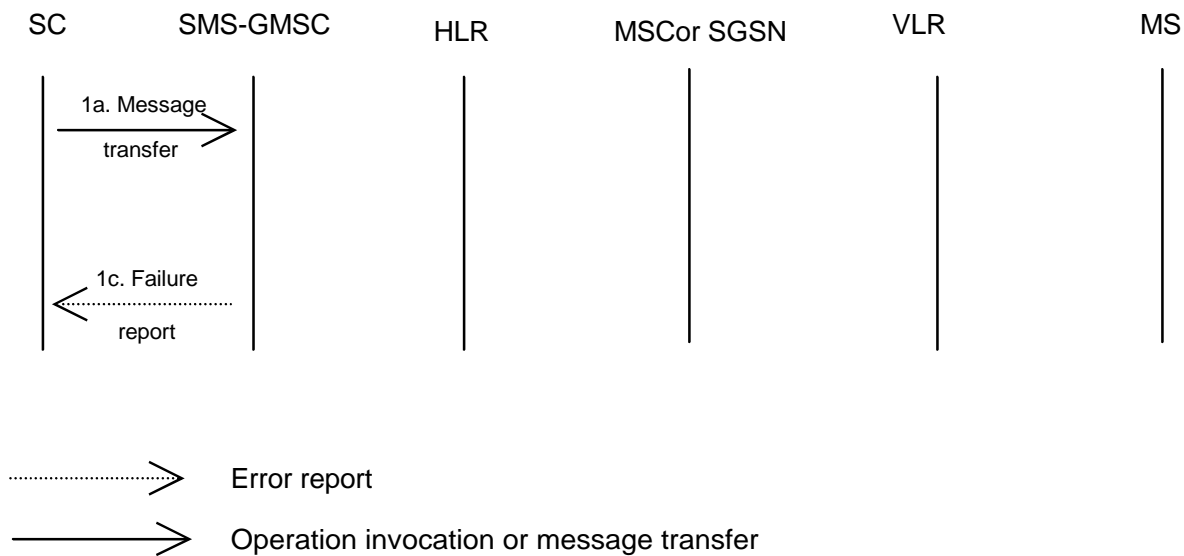 SC SMS-GMSC HLR MSCor SGSN VLR MS
1a. Message
transfer
1c. Failure
report
Error report
Operation invocation or message transfer